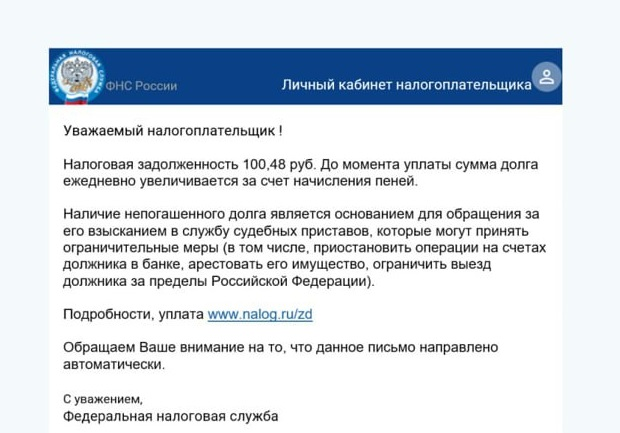 ФЕДЕРАЛЬНАЯ НАЛОГОВАЯ СЛУЖБА
ФНС России
Личный кабинет налогоплательщика
Уважаемый налогоплательщик !
Налоговая задолженность 100,48 руб. До момента уплаты сумма долга
ежедневно увеличивается за счет начисления пеней.
Наличие непогашенного долга является основанием для обращения за
его взысканием в службу судебных приставов, которые могут принять
ограничительные меры (в том числе, приостановить операции на счетах
должника в банке, арестовать его имущество, ограничить выезд
должника за пределы Российской Федерации).
Подробности, уплата www.nalog.ru/zd
Обращаем Ваше внимание на то, что данное письмо направлено
автоматически.
С уважением,
Федеральная налоговая служба